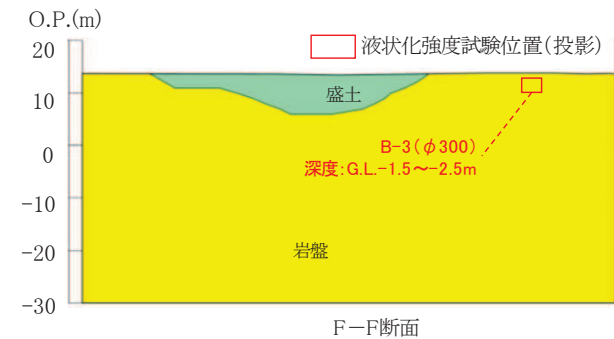 O.P.(m)
20
液状化強度試験位置(投影)
盛土
10
B-3(φ300)
0
深度:G.L.-1.5～-2.5m
-10
岩盤
-20
-30
F－F断面